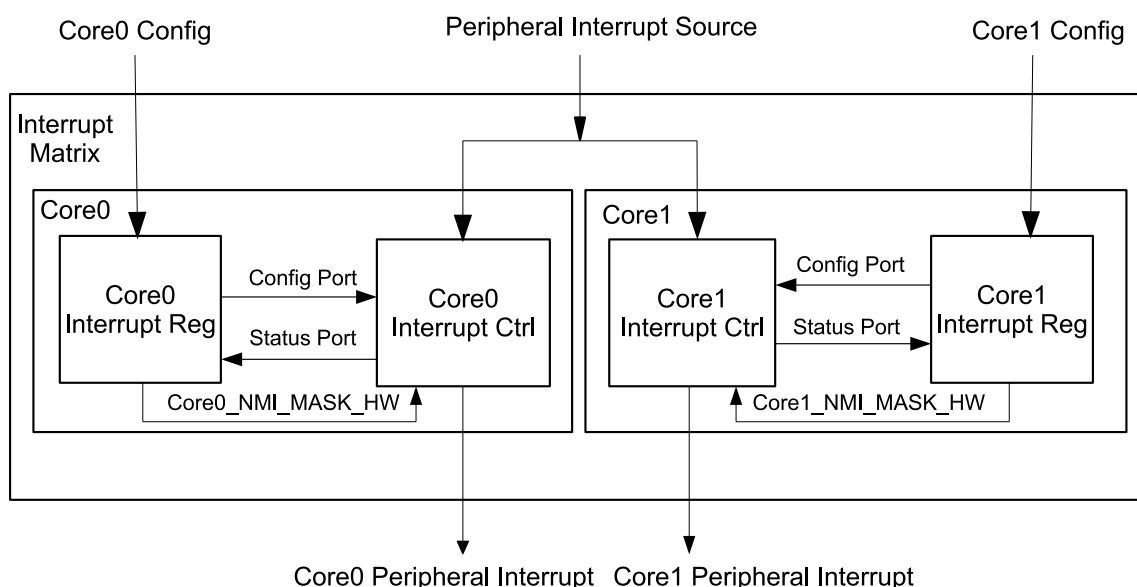 Core0 Config
Peripheral Interrupt Source
Core1 Config
Interrupt
Matrix
Core0
Core0
Interrupt Reg
Config Port
Status Port
Core0
Interrupt Ctrl
Core0_NMI_MASK_HW
Core1
Core1
Interrupt Ctrl
Config Port
Status Port
Core1
Interrupt Reg
Core1_NMI_MASK_HW
Core0 Peripheral Interrupt
Core1 Peripheral Interrupt